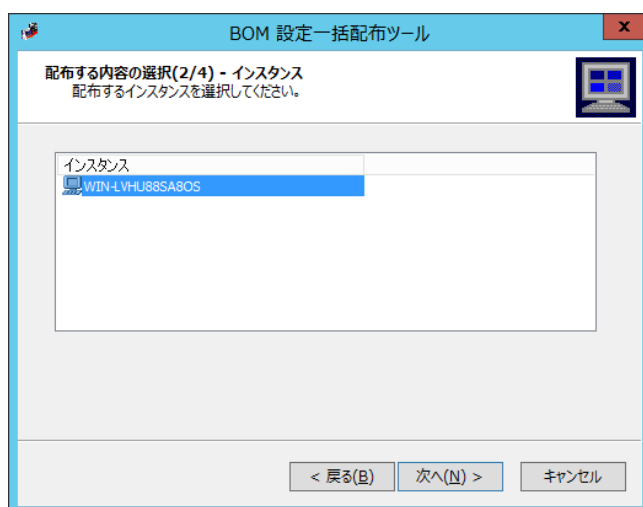 BOM 設定一括配布ツール
x
配布する内容の選択(2/4) - インスタンス
配布するインスタンスを選択してください。
インスタンス
WIN-LVHU88SA8OS
< 戻る(B) 次へ(N) > キャンセル